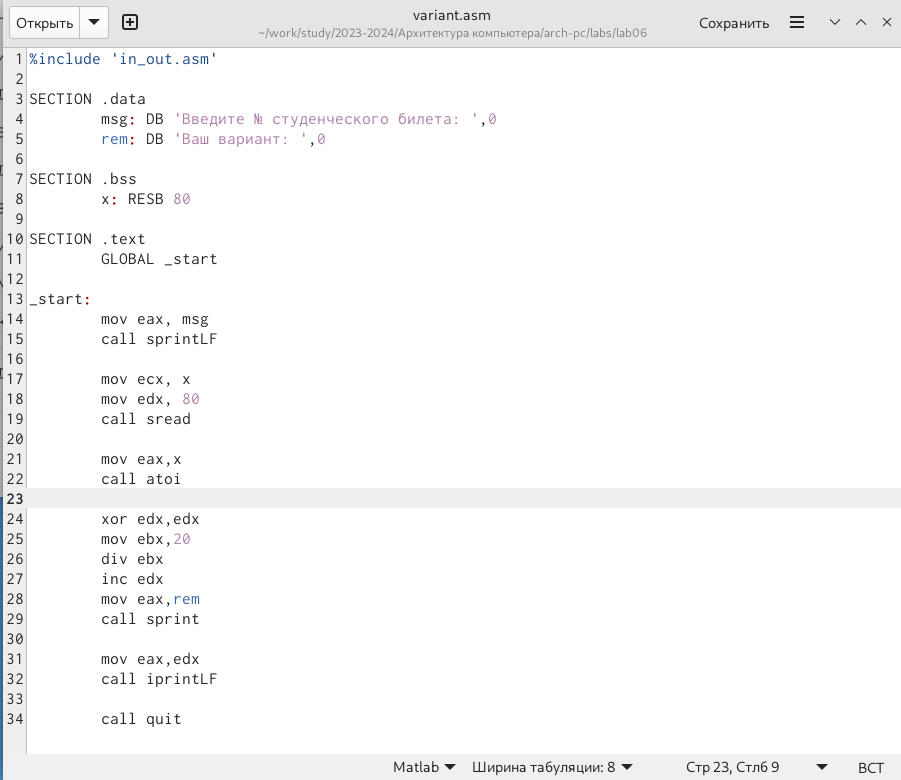 Открыть
variant.asm
~/work/study/2023-2024/Архитектура компьютера/arch-pc/labs/lab06
Сохранить
1 %include 'in_out.asm'
2
3 SECTION .data
4 msg: DB 'Введите № студенческого билета: ',0
5 rem: DB 'Ваш вариант: ',0
6
7 SECTION .bss
8 x: RESB 80
9
10 SECTION .text
11 GLOBAL _start
12
13 _start:
14 mov eax, msg
15 call sprintLF
16
17 mov ecx, x
18 mov edx, 80
19 call sread
20
21 mov eax,x
22 call atoi
23
24 xor edx,edx
25 mov ebx,20
26 div ebx
27 inc edx
28 mov eax,rem
29 call sprint
30
31 mov eax,edx
32 call iprintLF
33
34 call quit
Matlab Ширина табуляции: 8 Стр 23, Стлб 9 ВСТ